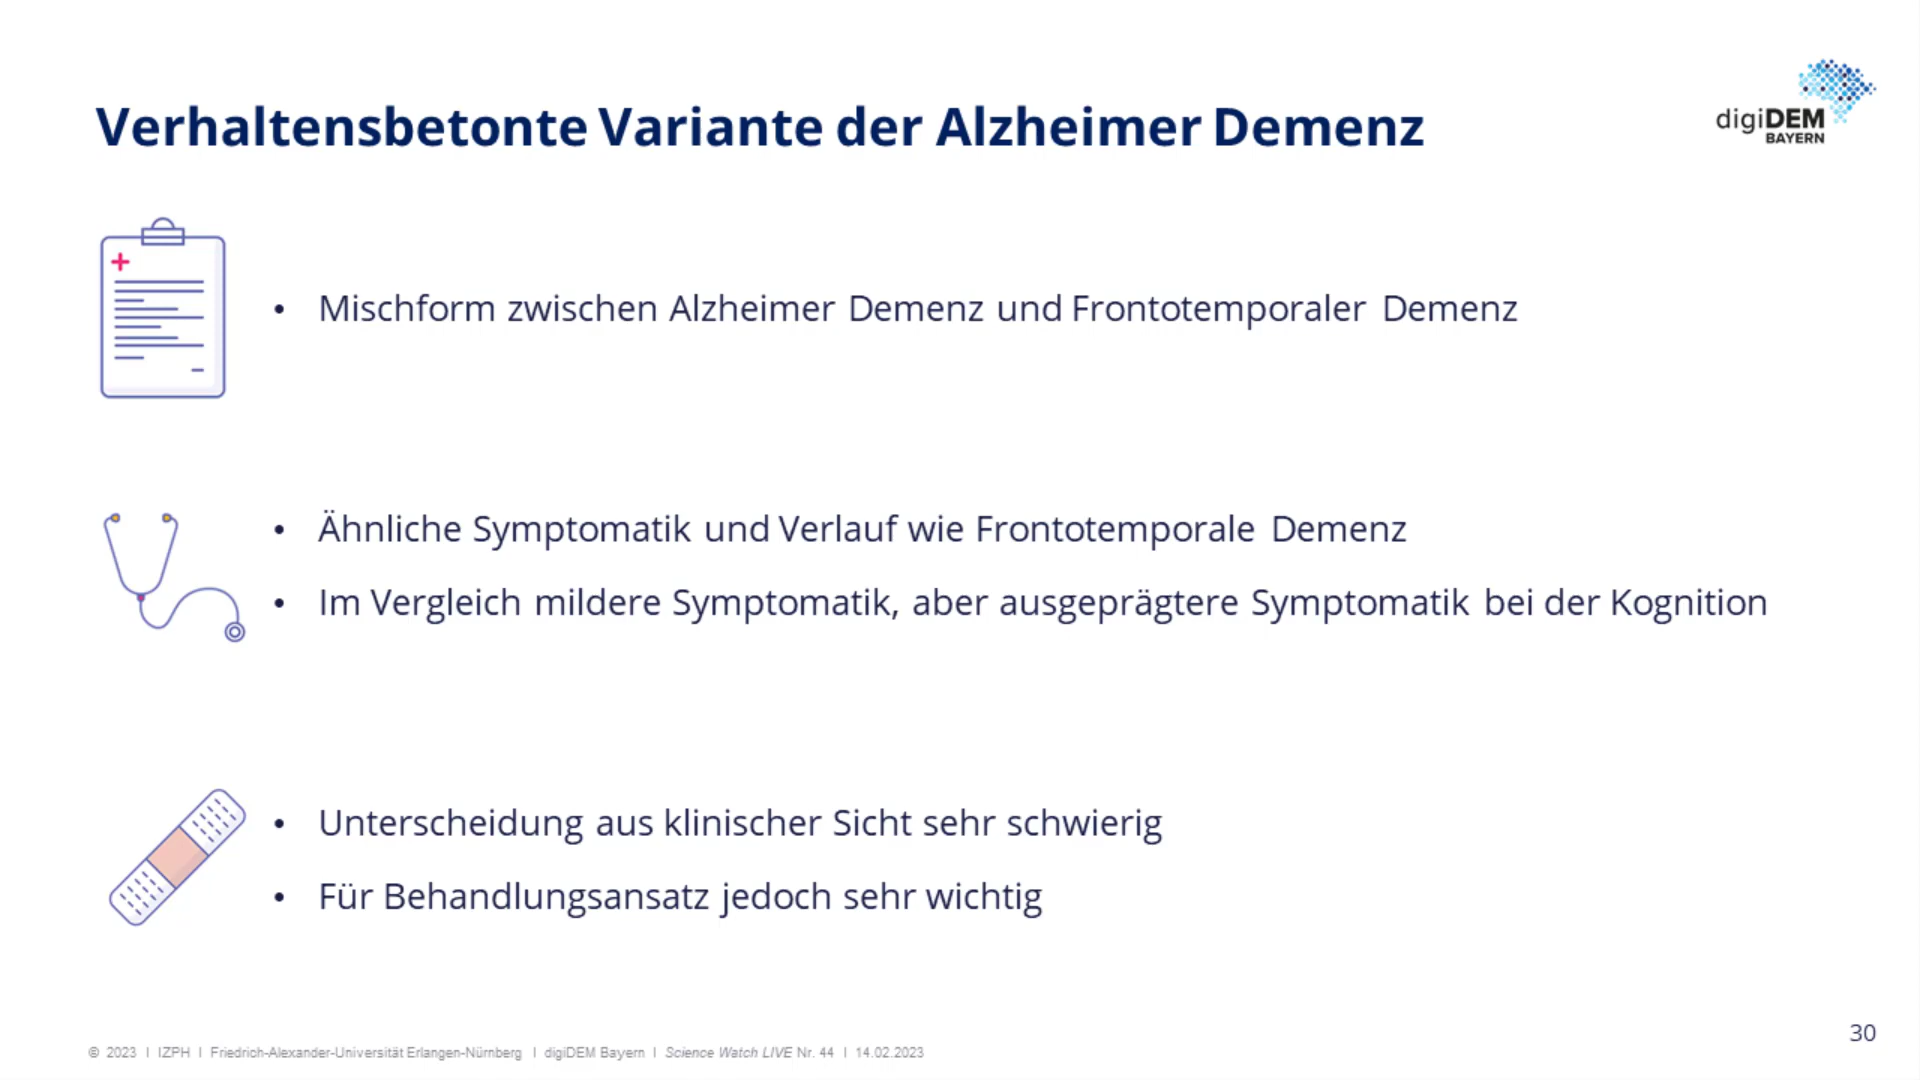 Verhaltensbetonte Variante der Alzheimer Demenz
digiDEM
BAYERN
• Mischform zwischen Alzheimer Demenz und Frontotemporaler Demenz
• Ähnliche Symptomatik und Verlauf wie Frontotemporale Demenz
• Im Vergleich mildere Symptomatik, aber ausgeprägtere Symptomatik bei der Kognition
• Unterscheidung aus klinischer Sicht sehr schwierig
• Für Behandlungsansatz jedoch sehr wichtig
30
© 2023 I IZPH I Friedrich-Alexander-Universität Erlangen-Nürnberg I digiDEM Bayern I Science Watch LIVE Nr. 44 I 14.02.2023